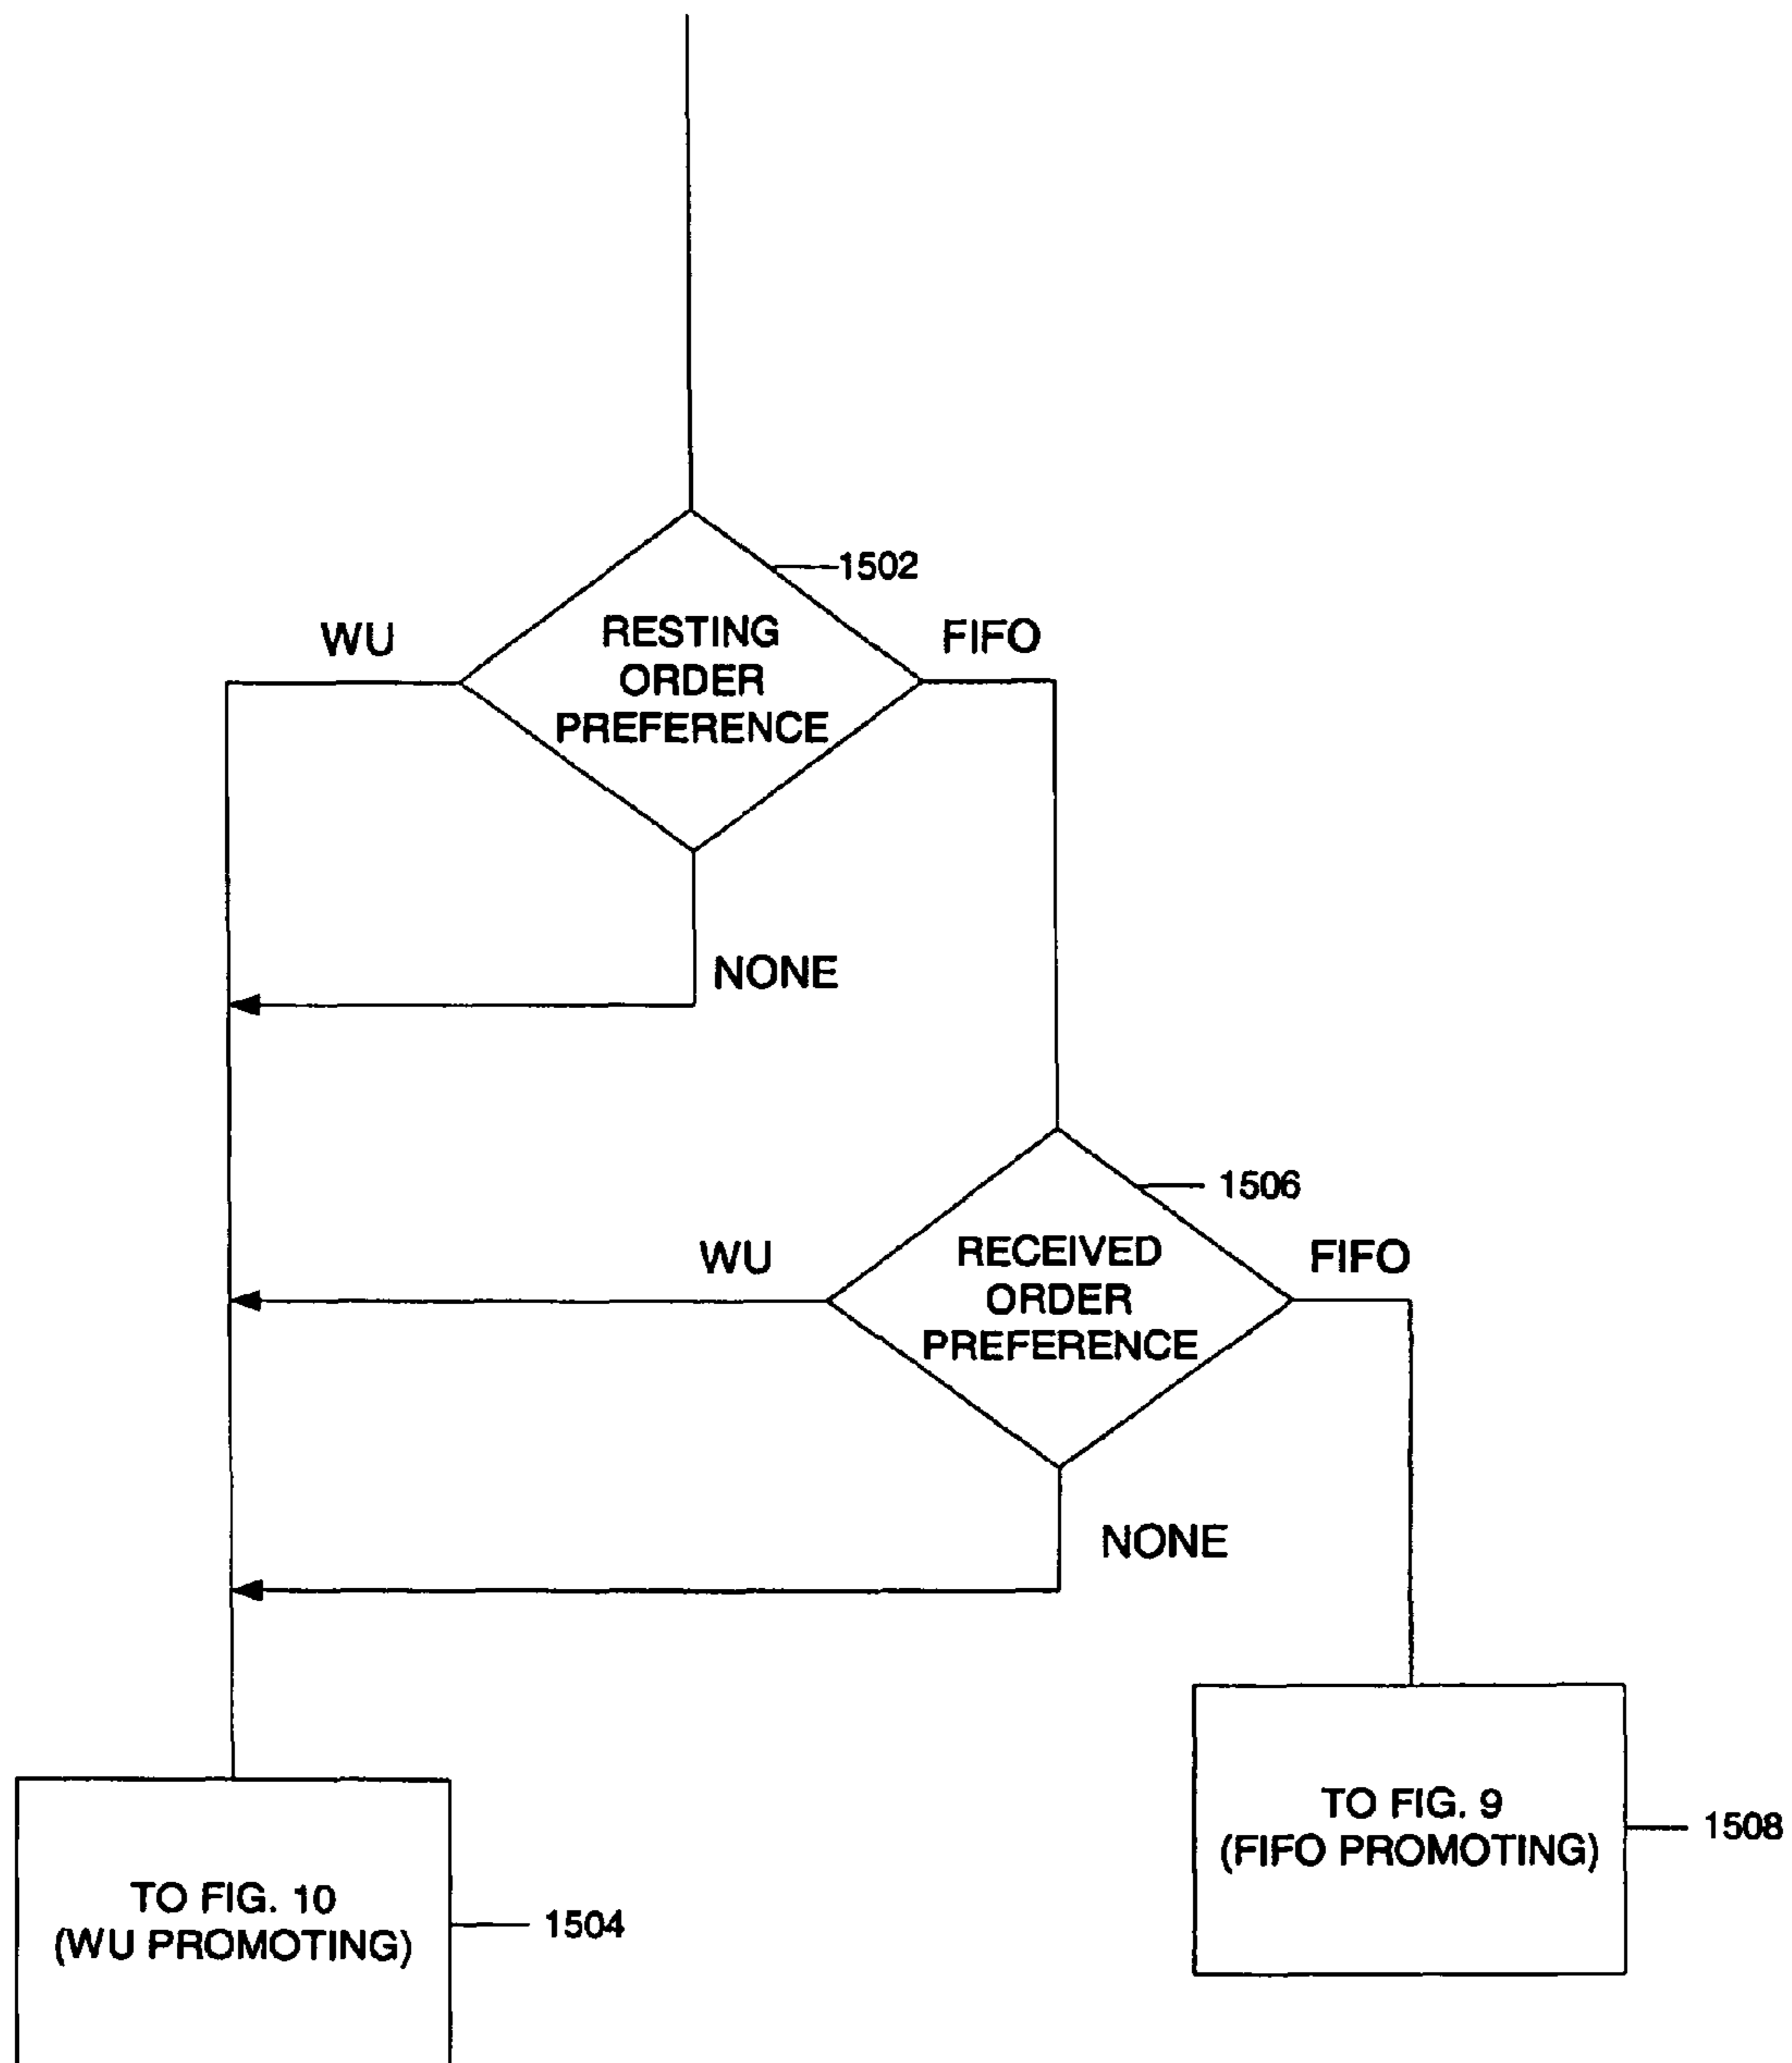 1502
WU
RESTING
ORDER
PREFERENCE
FIFO
NONE
1506
WU
RECEIVED
ORDER
PREFERENCE
FIFO
NONE
TO FIG. 9
(FIFO PROMOTING)
1508
TO FIG. 10
(WU PROMOTING)
1504